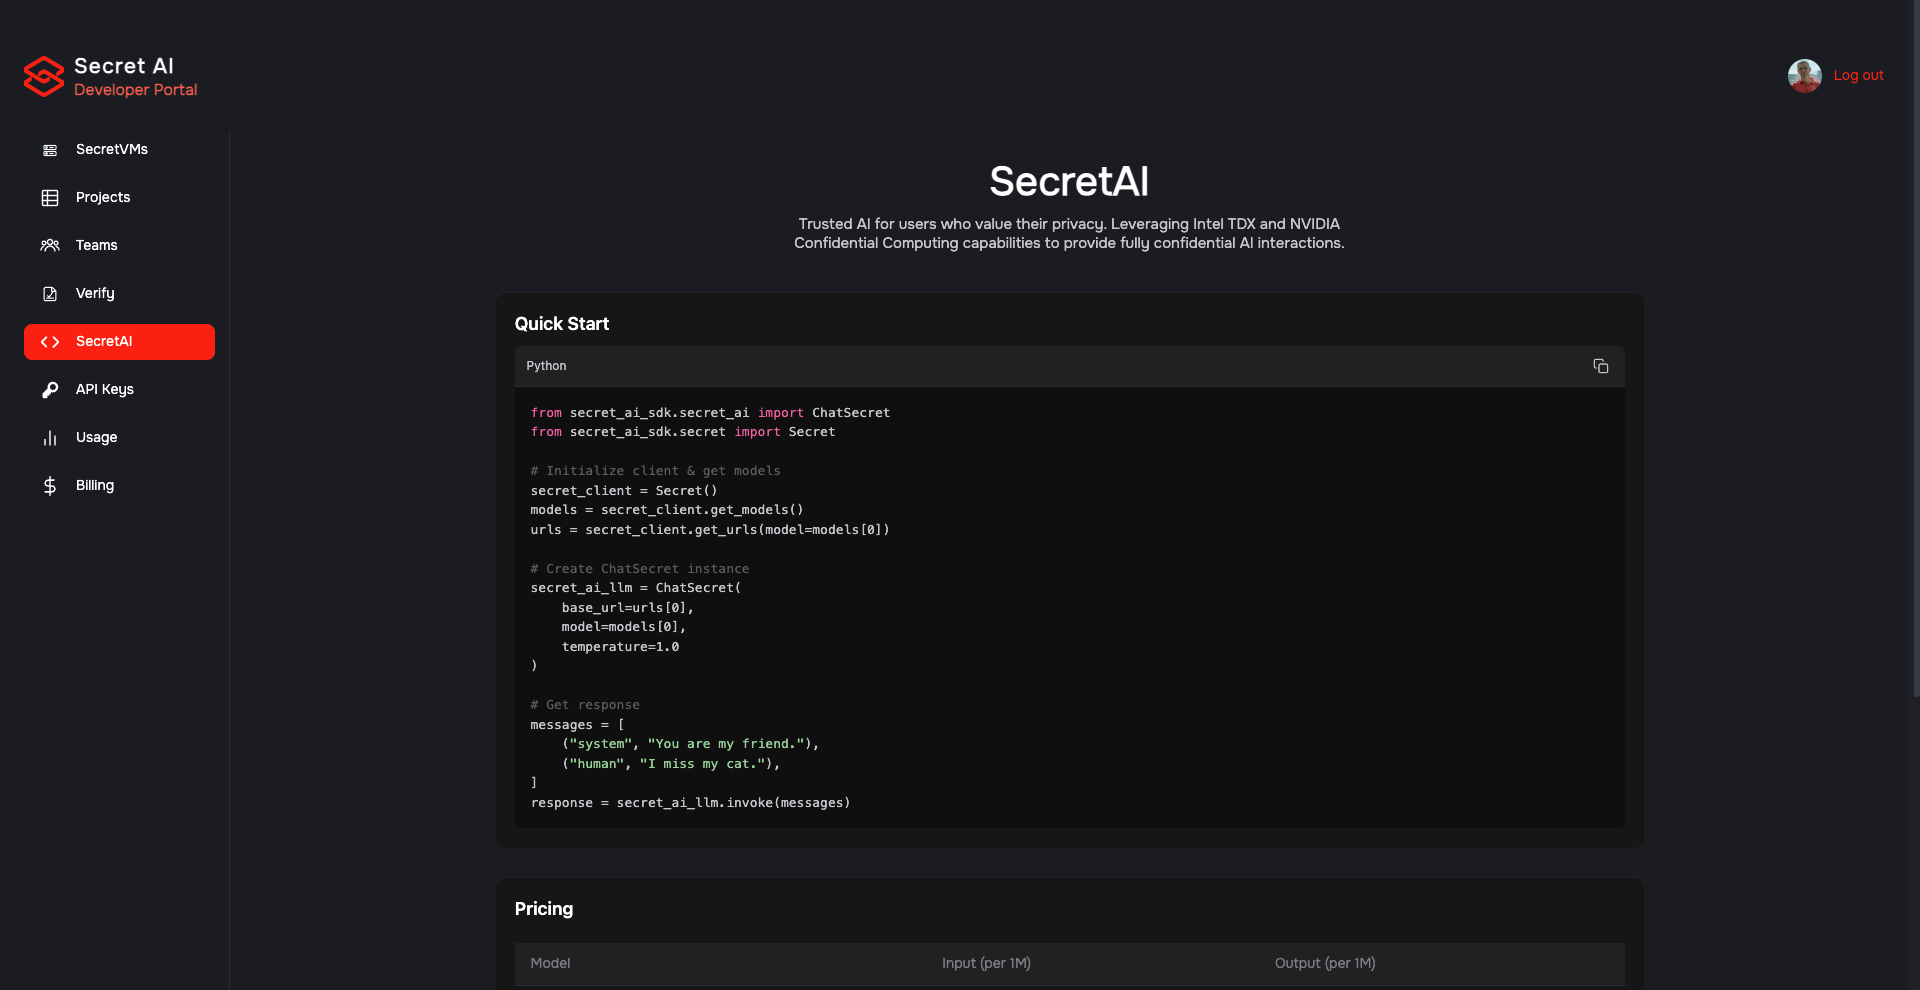 Secret AI
Developer Portal
Log out
SecretVMs
Projects
Teams
Verify
SecretAI
API Keys
Usage
Billing
SecretAI
Trusted AI for users who value their privacy. Leveraging Intel TDX and NVIDIA
Confidential Computing capabilities to provide fully confidential AI interactions.
Quick Start
Python
from secret_ai_sdk.secret_ai import ChatSecret
from secret_ai_sdk.secret import Secret
# Initialize client & get models
secret_client = Secret()
models = secret_client.get_models()
urls = secret_client.get_urls(model=models[0])
# Create ChatSecret instance
secret_ai_llm = ChatSecret(
    base_url=urls[0],
    model=models[0],
    temperature=1.0
)
# Get response
messages = [
    ("system", "You are my friend."),
    ("human", "I miss my cat."),
]
response = secret_ai_llm.invoke(messages)
Pricing
Model Input (per 1M) Output (per 1M)